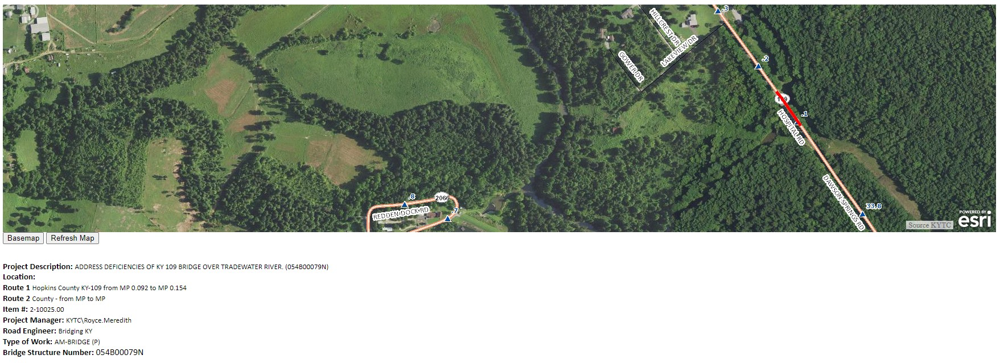 .3
HILLCREST DR
LAKEVIEW DR
GOWER DR
.2
109
.1
HOSPITAL RD
DAWSON SPRINGS RD
33.8
.8
2066
REDDEN DOCK RD
.7
POWERED BY
esri
Source KYTC
Basemap Refresh Map
Project Description: ADDRESS DEFICIENCIES OF KY 109 BRIDGE OVER TRADEWATER RIVER. (054B00079N)
Location:
Route 1 Hopkins County KY-109 from MP 0.092 to MP 0.154
Route 2 County - from MP to MP
Item #: 2-10025.00
Project Manager: KYTC\Royce.Meredith
Road Engineer: Bridging KY
Type of Work: AM-BRIDGE (P)
Bridge Structure Number: 054B00079N